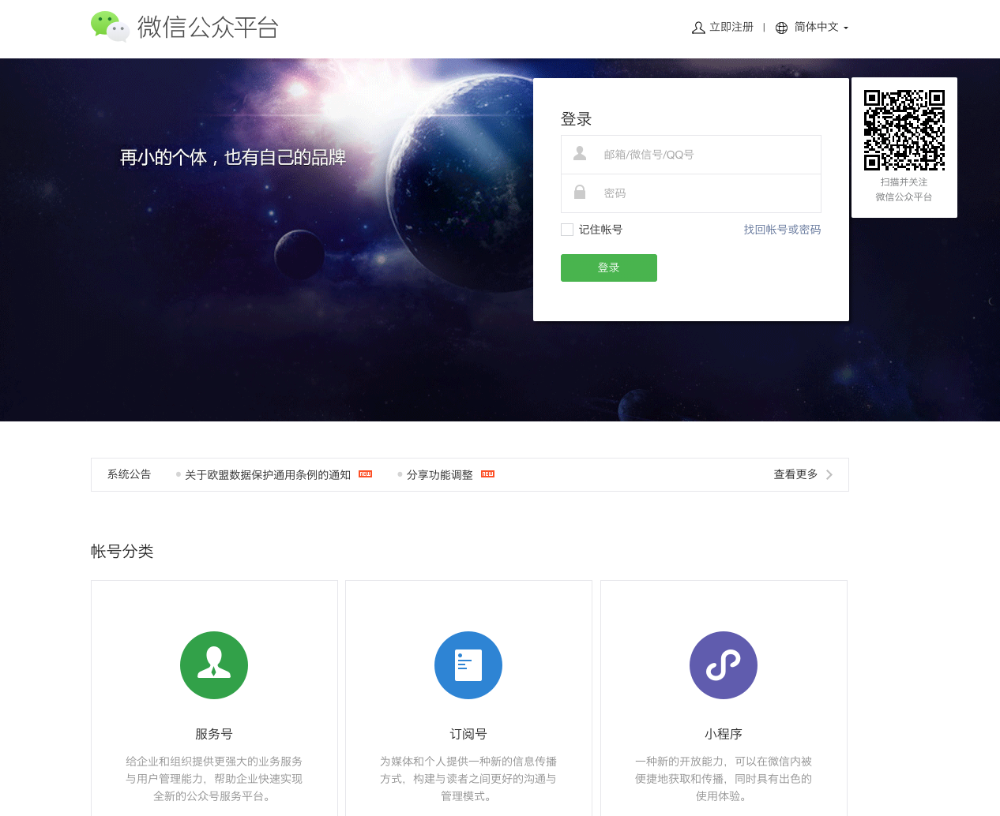 微信公众平台
立即注册 | 简体中文
再小的个体，也有自己的品牌
登录
邮箱/微信号/QQ号
密码
记住帐号 找回帐号或密码
登录
扫描并关注
微信公众平台
系统公告 关于欧盟数据保护通用条例的通知 NEW 分享功能调整 NEW 查看更多
帐号分类
服务号
给企业和组织提供更强大的业务服务
与用户管理能力，帮助企业快速实现
全新的公众号服务平台。
订阅号
为媒体和个人提供一种新的信息传播
方式，构建与读者之间更好的沟通与
管理模式。
小程序
一种新的开放能力，可以在微信内被
便捷地获取和传播，同时具有出色的
使用体验。